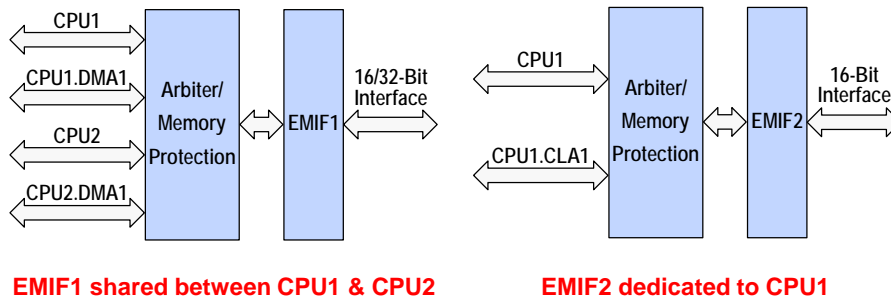 CPU1
CPU1.DMA1
CPU2
CPU2.DMA1
Arbiter/
Memory
Protection
EMIF1
16/32-Bit
Interface
CPU1
CPU1.CLA1
Arbiter/
Memory
Protection
EMIF2
16-Bit
Interface
EMIF1 shared between CPU1 & CPU2
EMIF2 dedicated to CPU1